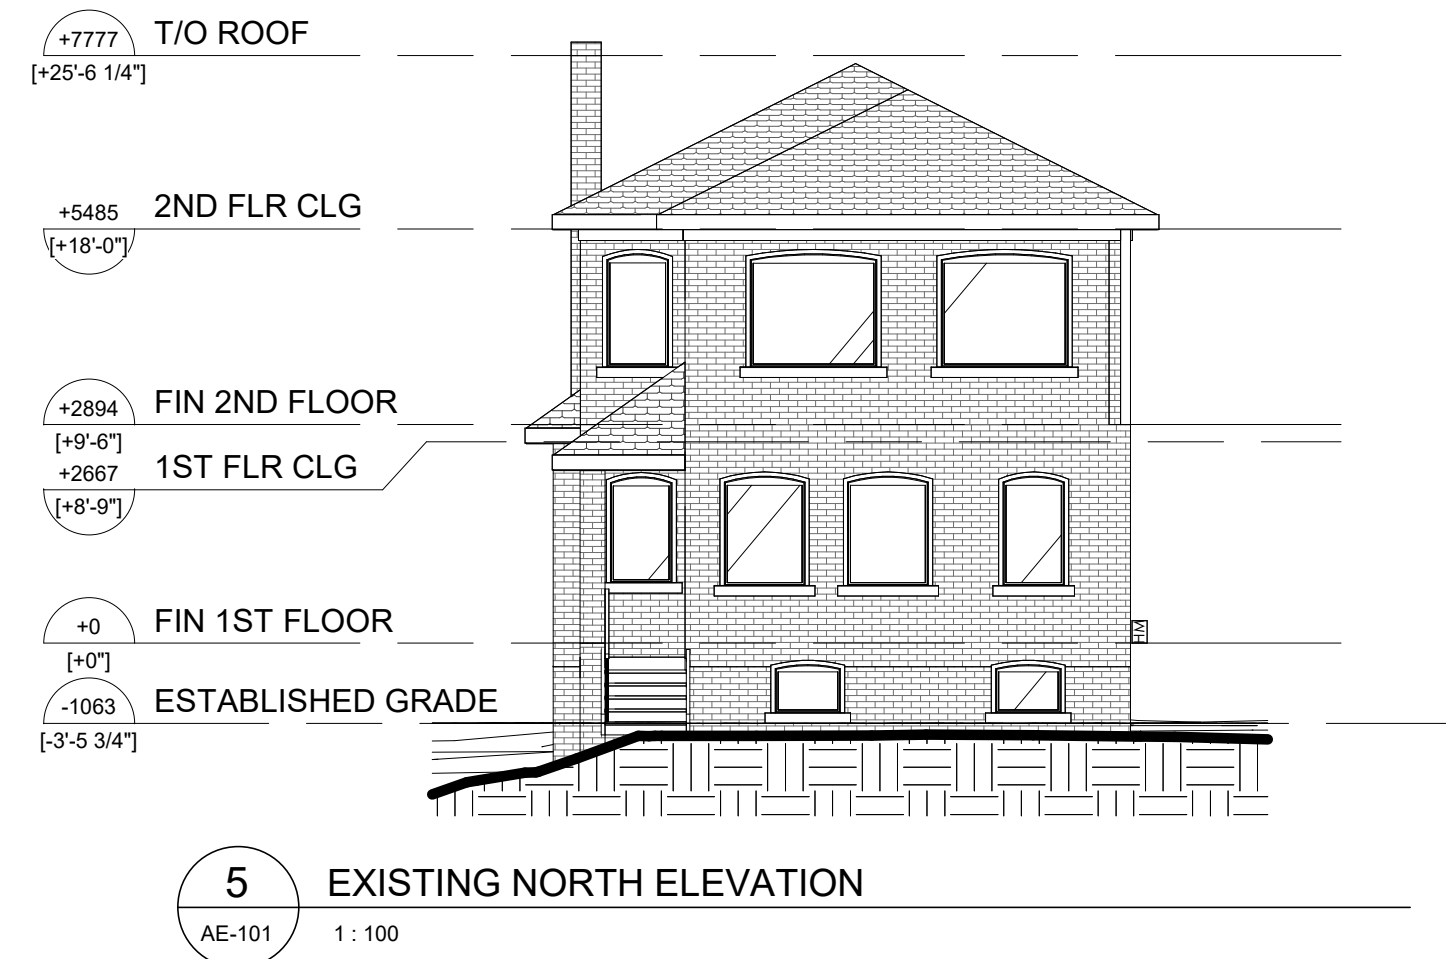 +7777 T/O ROOF
[+25'-6 1/4"]
+5485 2ND FLR CLG
[+18'-0"]
+2894 FIN 2ND FLOOR
[+9'-6"]
+2667 1ST FLR CLG
[+8'-9"]
+0 FIN 1ST FLOOR
[+0"]
HM
-1063 ESTABLISHED GRADE
[-3'-5 3/4"]
5 EXISTING NORTH ELEVATION
AE-101 1 : 100